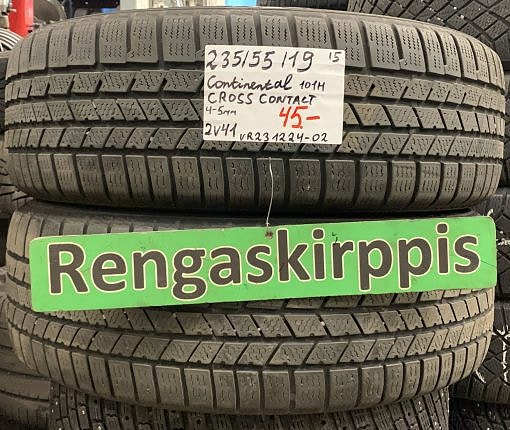 235/55/19 15
Continental 101H
CROSS CONTACT
4-5mm 45.-
2V41 VR231224-02
Rengaskirppis